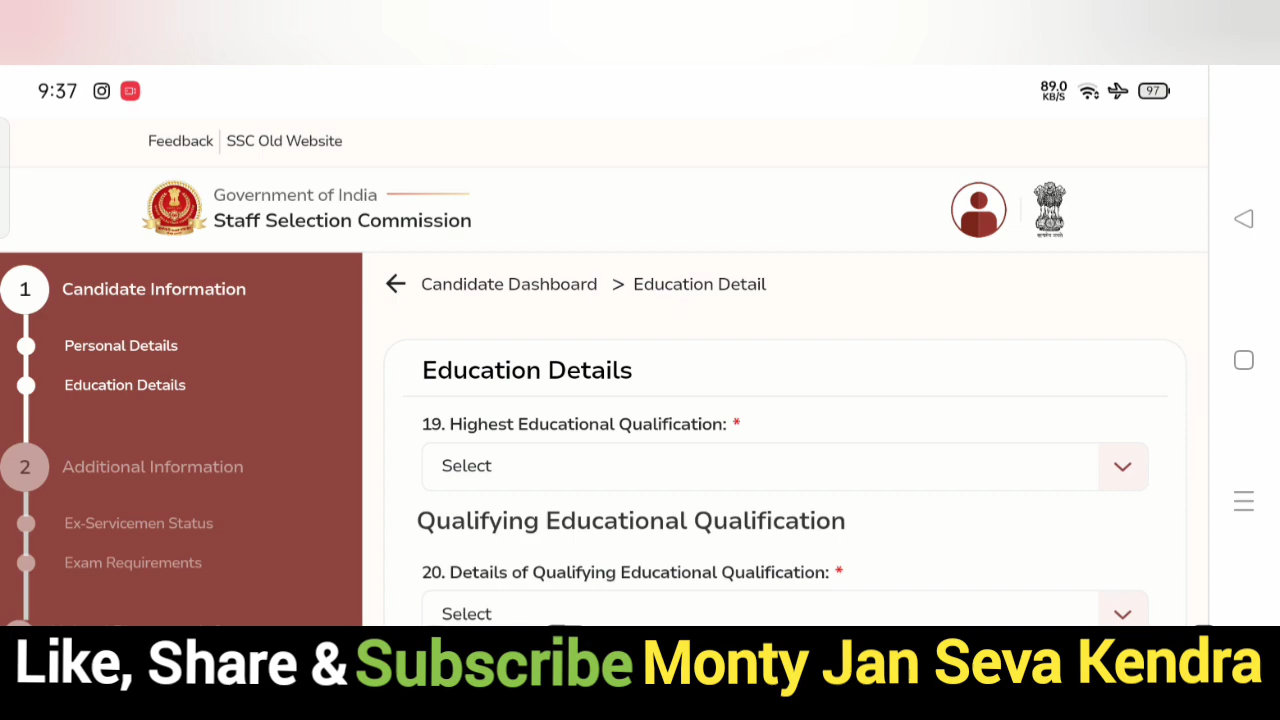 9:37
89.0
KB/S
97
Feedback
SSC Old Website
Government of India
Staff Selection Commission
1
Candidate Information
Personal Details
Education Details
2
Additional Information
Ex-Servicemen Status
Exam Requirements
Candidate Dashboard > Education Detail
Education Details
19. Highest Educational Qualification: *
Select
Qualifying Educational Qualification
20. Details of Qualifying Educational Qualification: *
Select
Like, Share & Subscribe Monty Jan Seva Kendra